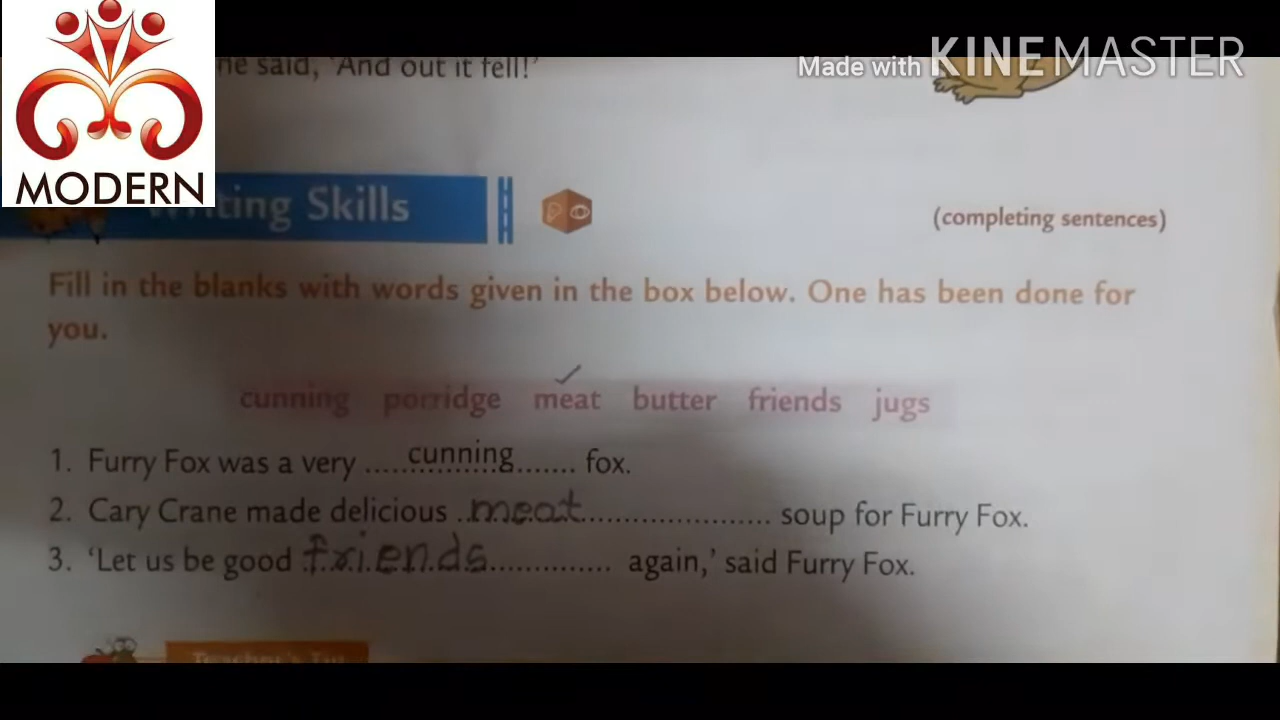 MODERN
he said, 'And out it fell!'
Made with KINEMASTER
Writing Skills
(completing sentences)
Fill in the blanks with words given in the box below. One has been done for
you.
cunning porridge meat butter friends jugs
1. Furry Fox was a very .....cunning....... fox.
2. Cary Crane made delicious ..meat........................ soup for Furry Fox.
3. 'Let us be good friends.............. again,' said Furry Fox.
Teacher's Tip